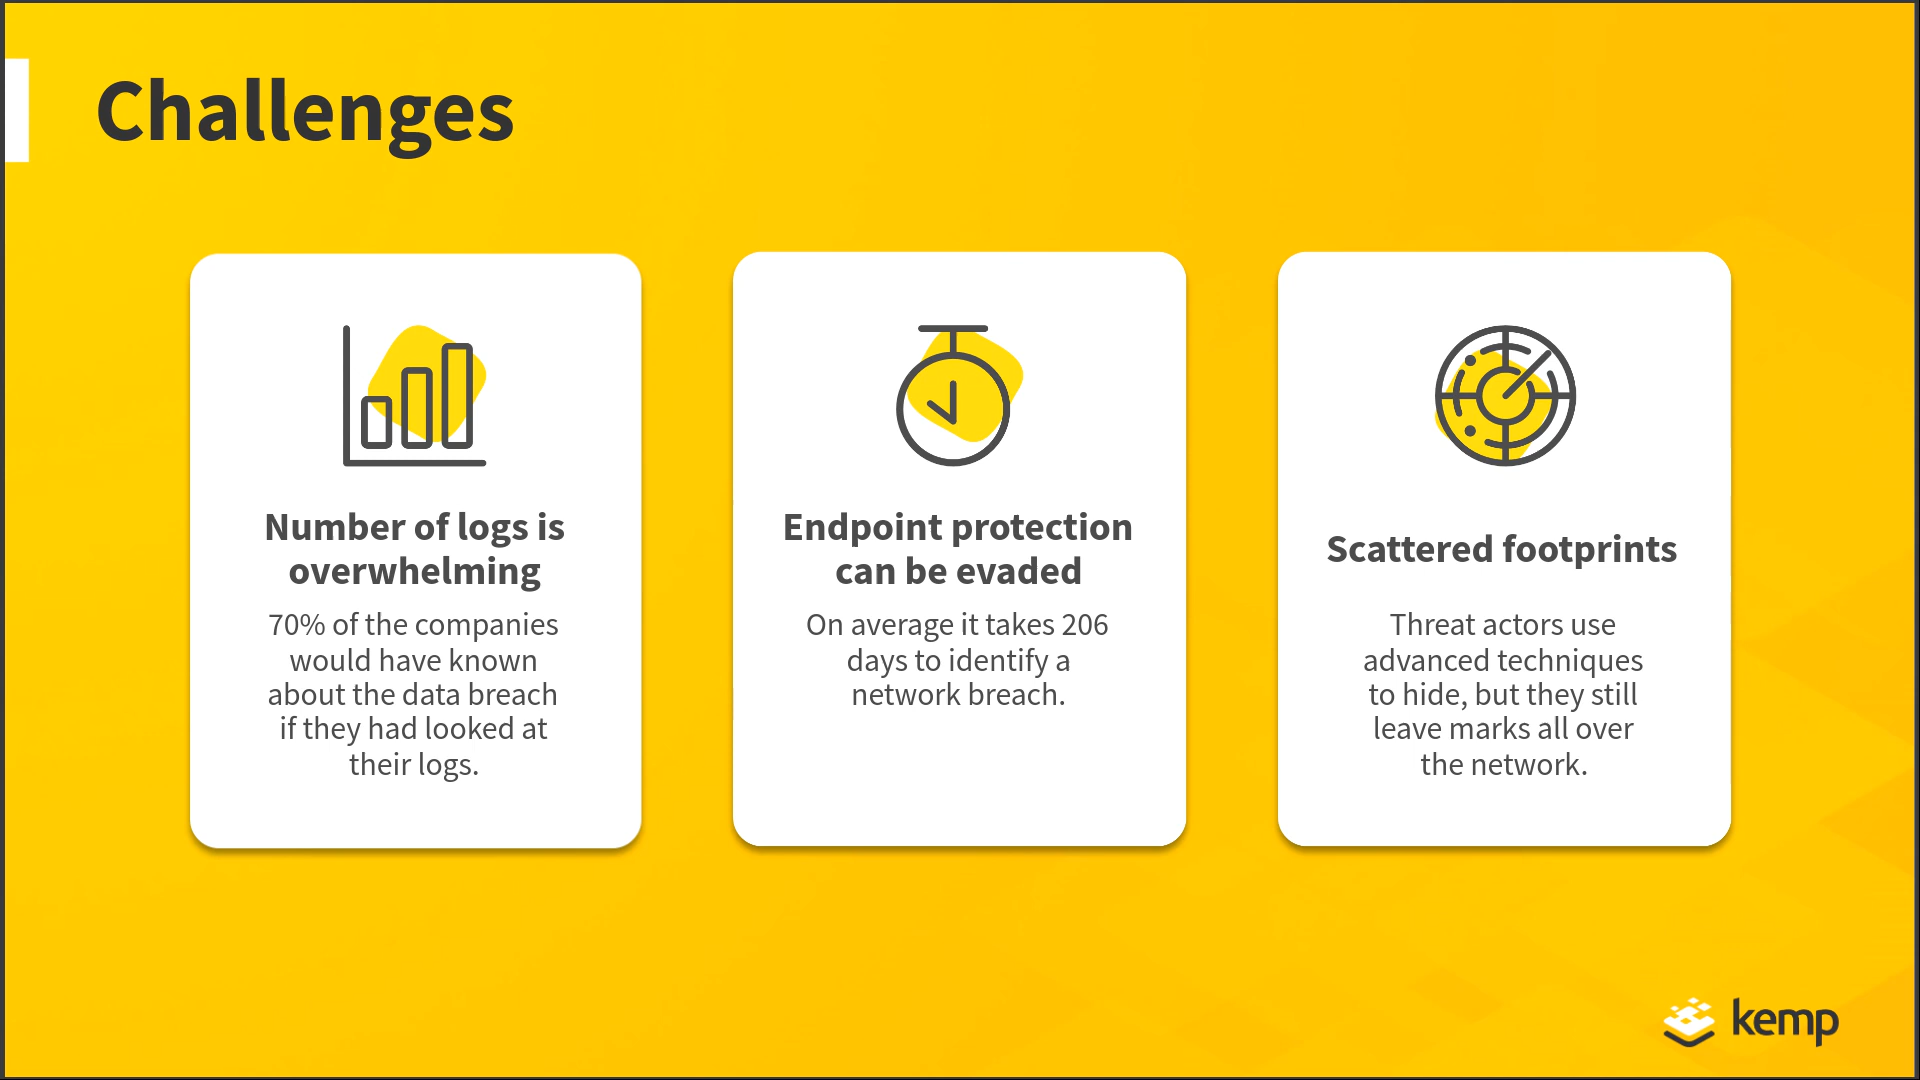 Challenges
Number of logs is
overwhelming
70% of the companies
would have known
about the data breach
if they had looked at
their logs.
Endpoint protection
can be evaded
On average it takes 206
days to identify a
network breach.
Scattered footprints
Threat actors use
advanced techniques
to hide, but they still
leave marks all over
the network.
kemp